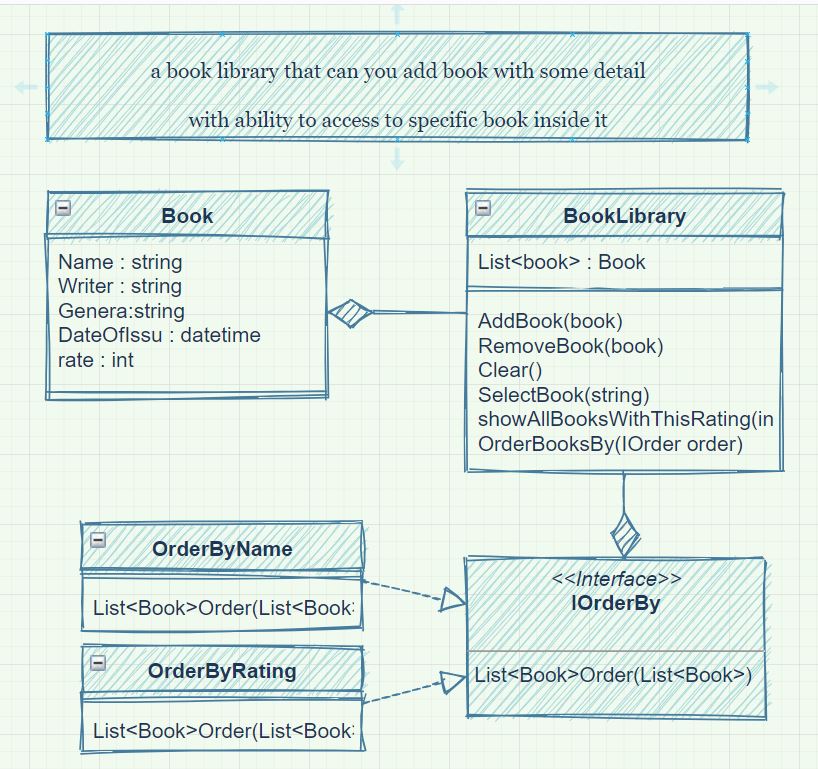 a book library that can you add book with some detail
with ability to access to specific book inside it
Book
Name : string
Writer : string
Genera:string
DateOfIssu : datetime
rate : int
BookLibrary
List<book> : Book
AddBook(book)
RemoveBook(book)
Clear()
SelectBook(string)
showAllBooksWithThisRating(in
OrderBooksBy(IOrder order)
OrderByName
List<Book>Order(List<Book
OrderByRating
List<Book>Order(List<Book
<<Interface>>
IOrderBy
List<Book>Order(List<Book>)